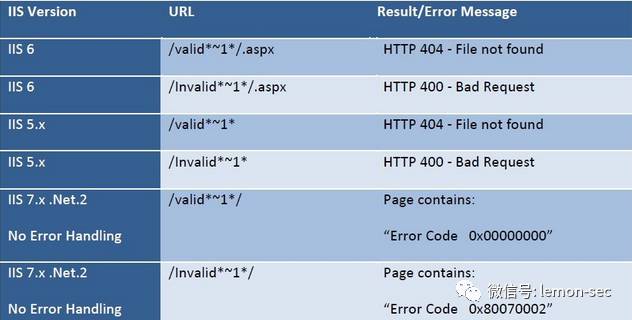 IIS Version URL Result/Error Message
IIS 6 /valid*~1*/.aspx HTTP 404 - File not found
IIS 6 /Invalid*~1*/.aspx HTTP 400 - Bad Request
IIS 5.x /valid*~1* HTTP 404 - File not found
IIS 5.x /Invalid*~1* HTTP 400 - Bad Request
IIS 7.x .Net.2 /valid*~1*/ Page contains:
No Error Handling “Error Code 0x00000000”
IIS 7.x .Net.2 /Invalid*~1*/ Page contains:
微信号: lemon-sec
No Error Handling “Error Code 0x80070002”